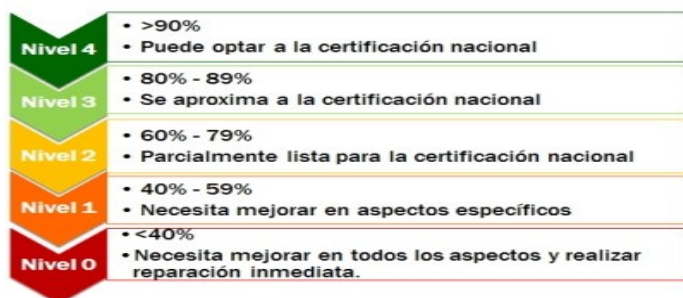 Nivel 4
• >90%
• Puede optar a la certificación nacional
Nivel 3
• 80% - 89%
• Se aproxima a la certificación nacional
Nivel 2
• 60% - 79%
• Parcialmente lista para la certificación nacional
Nivel 1
• 40% - 59%
• Necesita mejorar en aspectos específicos
Nivel 0
• <40%
• Necesita mejorar en todos los aspectos y realizar
reparación inmediata.